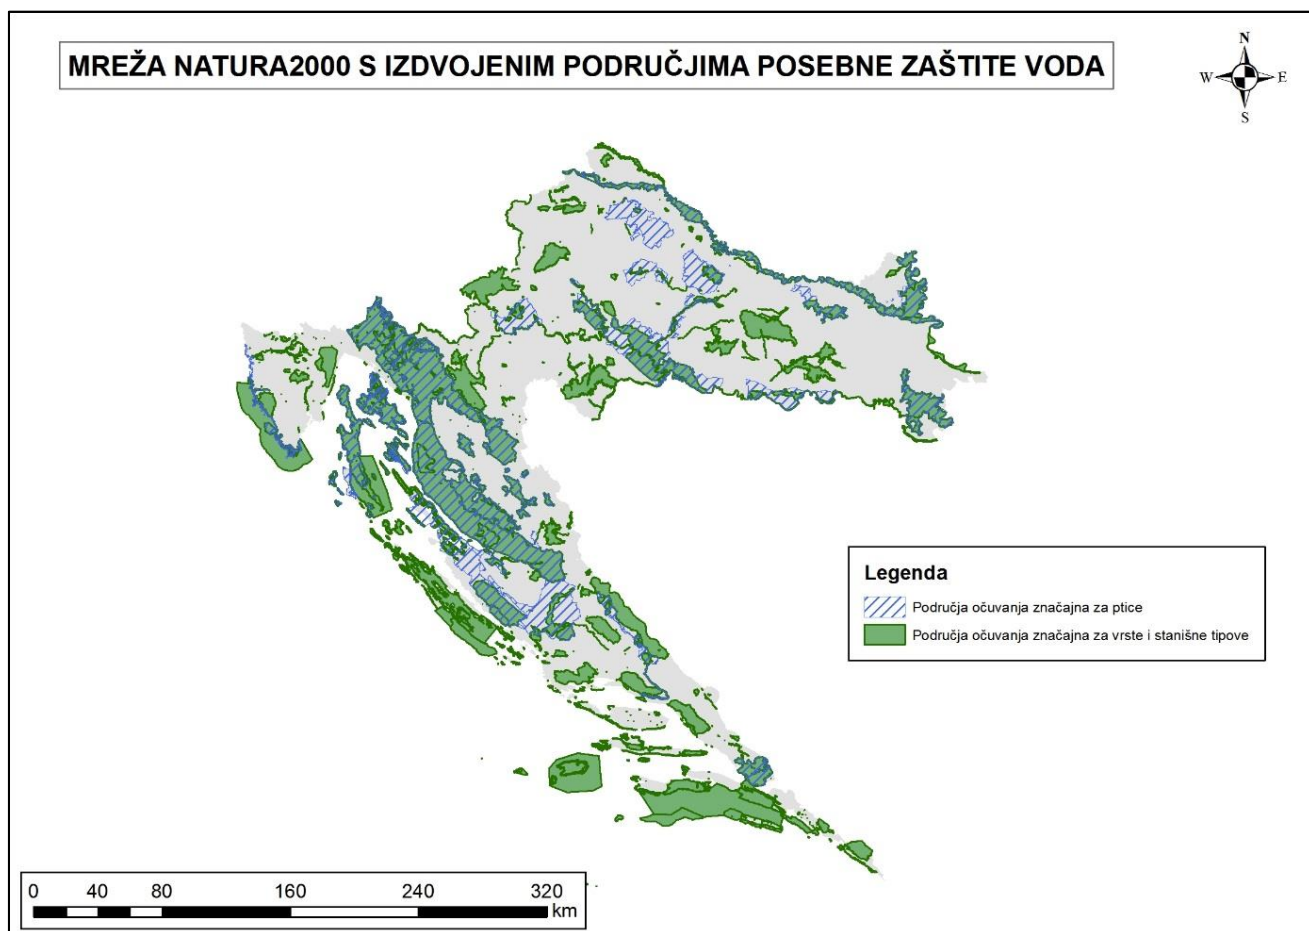 MREŽA NATURA2000 S IZDVOJENIM PODRUČJIMA POSEBNE ZAŠTITE VODA
N
W E
S
Legenda
Područja očuvanja značajna za ptice
Područja očuvanja značajna za vrste i stanišne tipove
0 40 80 160 240 320
km